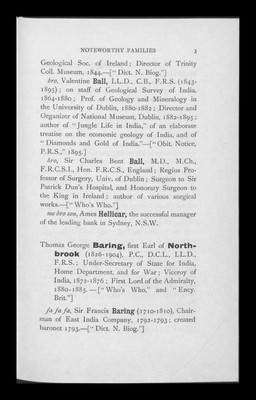 NOTEWORTHY FAMILIES 3
Geological Soc. of Ireland; Director of Trinity
Coll. Museum, 1844.—[“Dict. N. Biog.”]
bro, Valentine Ball, LL.D., C.B., F.R.S. (1843-
1895); on staff of Geological Survey of India,
1864-1880; Prof. of Geology and Mineralogy in
the University of Dublin, 1880-1882; Director and
Organizer of National Museum, Dublin, 1882-1895;
author of “Jungle Life in India,” of an elaborate
treatise on the economic geology of India, and of
“Diamonds and Gold of India.”—[“Obit. Notice,
P.R.S.,” 1895.]
bro, Sir Charles Bent Ball, M.D., M.Ch.,
F.R.C.S.I., Hon. F.R.C.S., England; Regius Pro-
fessor of Surgery, Univ. of Dublin; Surgeon to Sir
Patrick Dun's Hospital, and Honorary Surgeon to
the King in Ireland; author of various surgical
works.—[“Who's Who.”]
me bro son, Ames Hellicar, the successful manager
of the leading bank in Sydney, N.S.W.
Thomas George Baring, first Earl of North-
brook (1826-1904), P.C., D.C.L., LL.D.,
F.R.S.; Under-Secretary of State for India,
Home Department, and for War; Viceroy of
India, 1872-1876; First Lord of the Admiralty,
1880-1885.—[“Who's Who,” and “Ency.
Brit.”]
fa fa fa, Sir Francis Baring (1710-1810), Chair-
man of East India Company, 1792-1793; created
baronet 1793.—[“Dict. N. Biog.”]